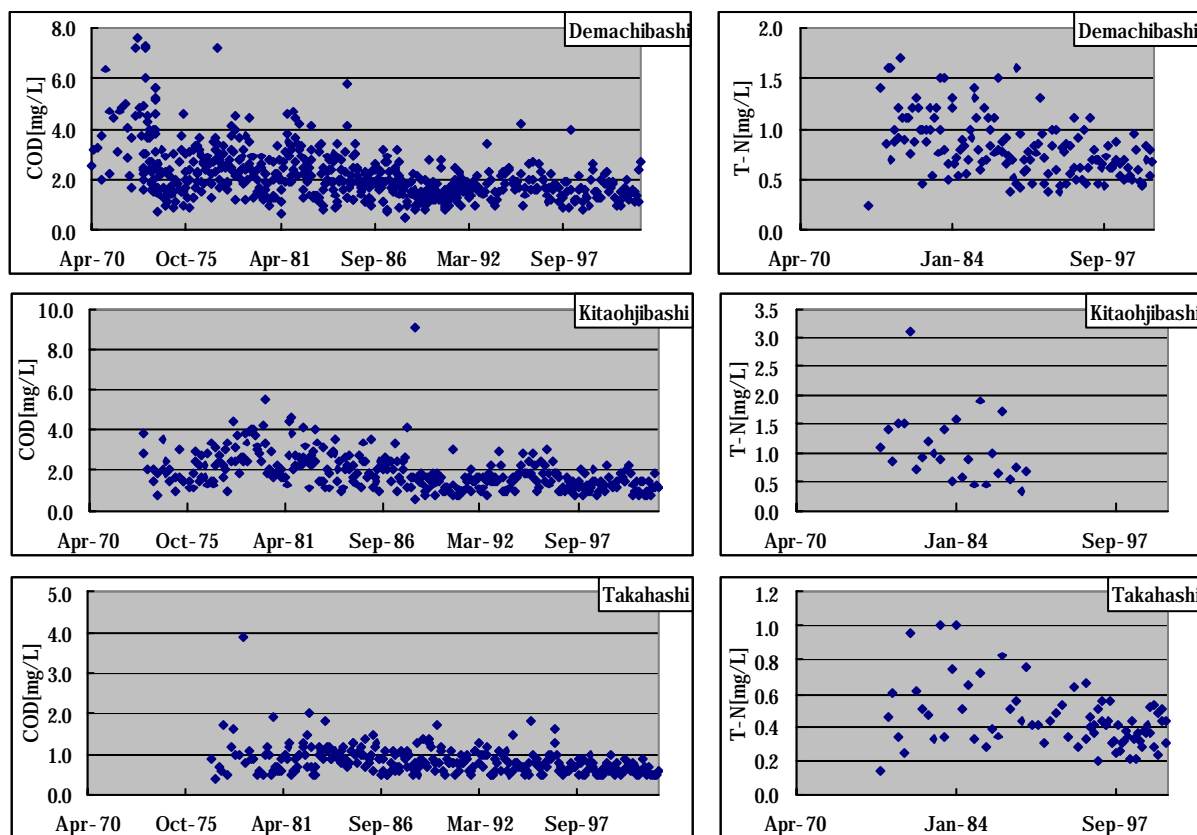 Demachibashi
COD[mg/L]
8.0
6.0
4.0
2.0
0.0
Apr-70 Oct-75 Apr-81 Sep-86 Mar-92 Sep-97
Demachibashi
T-N[mg/L]
2.0
1.5
1.0
0.5
0.0
Apr-70 Jan-84 Sep-97
Kitaohjibashi
COD[mg/L]
10.0
8.0
6.0
4.0
2.0
0.0
Apr-70 Oct-75 Apr-81 Sep-86 Mar-92 Sep-97
Kitaohjibashi
T-N[mg/L]
3.5
3.0
2.5
2.0
1.5
1.0
0.5
0.0
Apr-70 Jan-84 Sep-97
Takahashi
COD[mg/L]
5.0
4.0
3.0
2.0
1.0
0.0
Apr-70 Oct-75 Apr-81 Sep-86 Mar-92 Sep-97
Takahashi
T-N[mg/L]
1.2
1.0
0.8
0.6
0.4
0.2
0.0
Apr-70 Jan-84 Sep-97